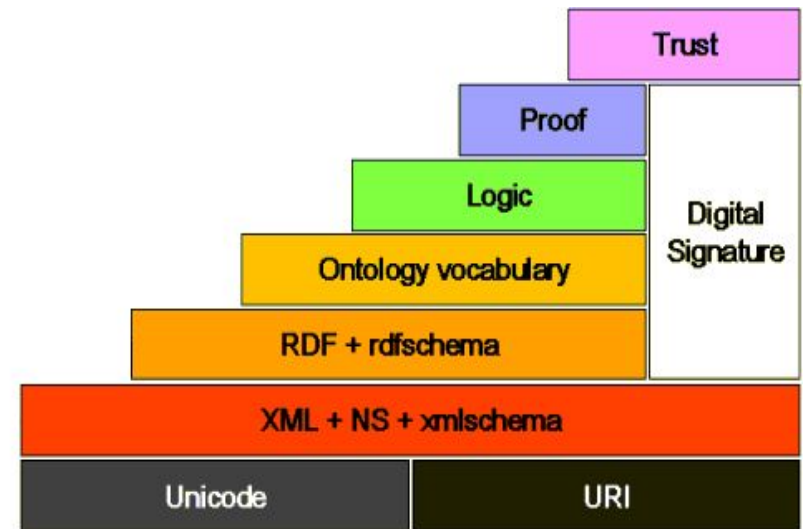 Trust
Proof
Logic
Digital
Signature
Ontology vocabulary
RDF + rdfschema
XML + NS + xmlschema
Unicode
URI